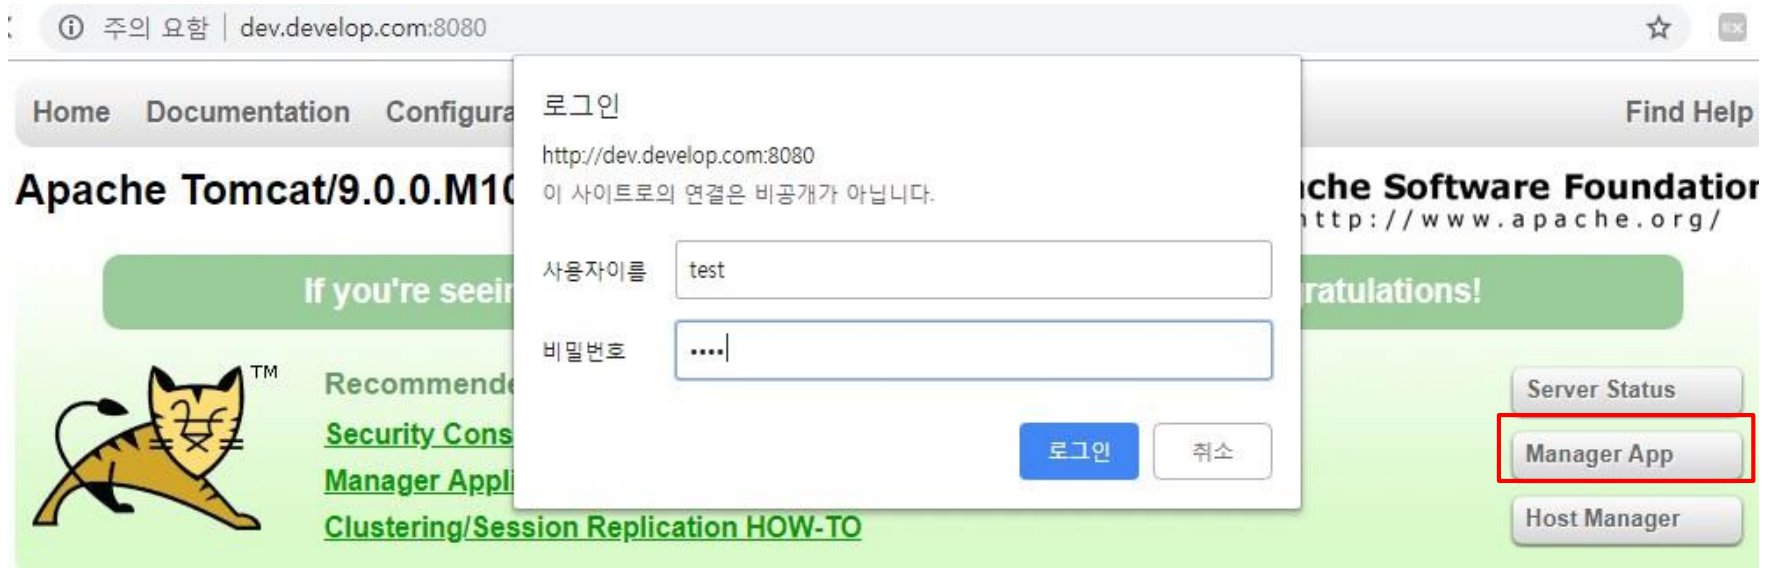 주의 요함 | dev.develop.com:8080
Home Documentation Configura
Find Help
로그인
http://dev.develop.com:8080
이 사이트로의 연결은 비공개가 아닙니다.
Apache Tomcat/9.0.0.M10
che Software Foundation
http://www.apache.org/
사용자이름 test
If you're seein
ratulations!
비밀번호 ••••
TM
Recommende
Security Cons
Manager Appli
Clustering/Session Replication HOW-TO
로그인 취소
Server Status
Manager App
Host Manager